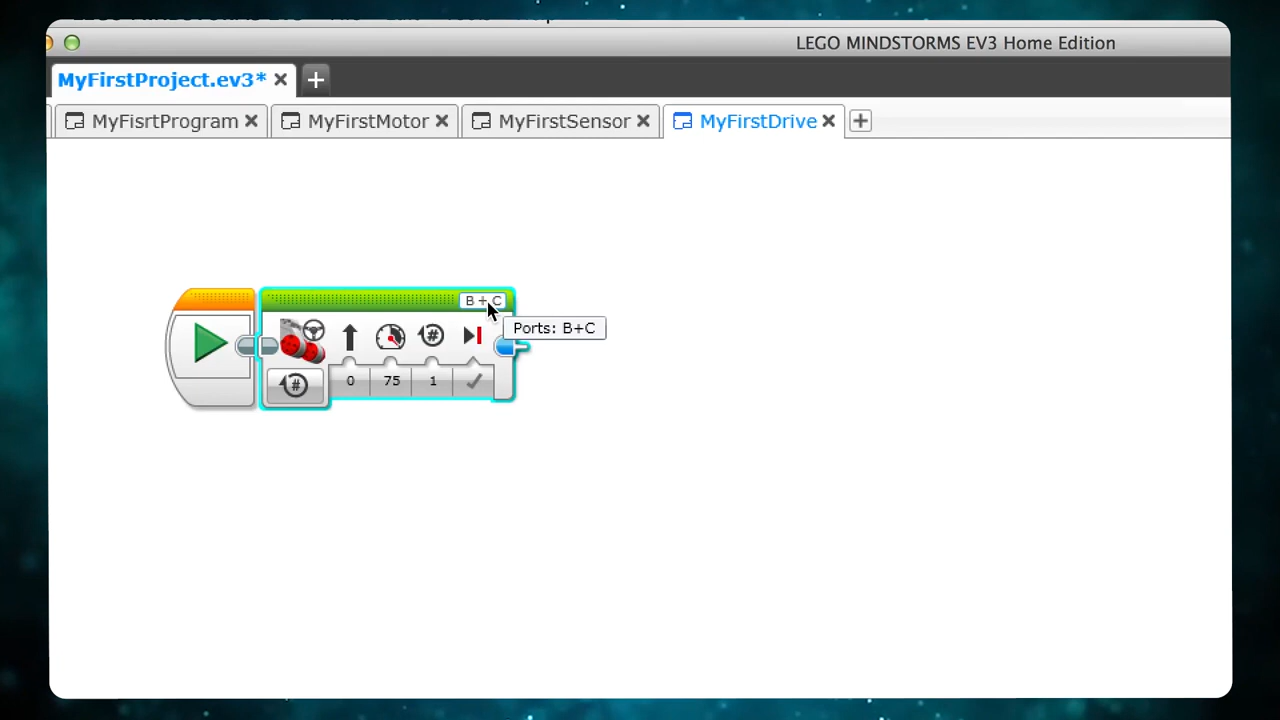 LEGO MINDSTORMS EV3 Home Edition
MyFirstProject.ev3*
MyFisrtProgram
MyFirstMotor
MyFirstSensor
MyFirstDrive
B + C
Ports: B+C
#
#
0
75
1